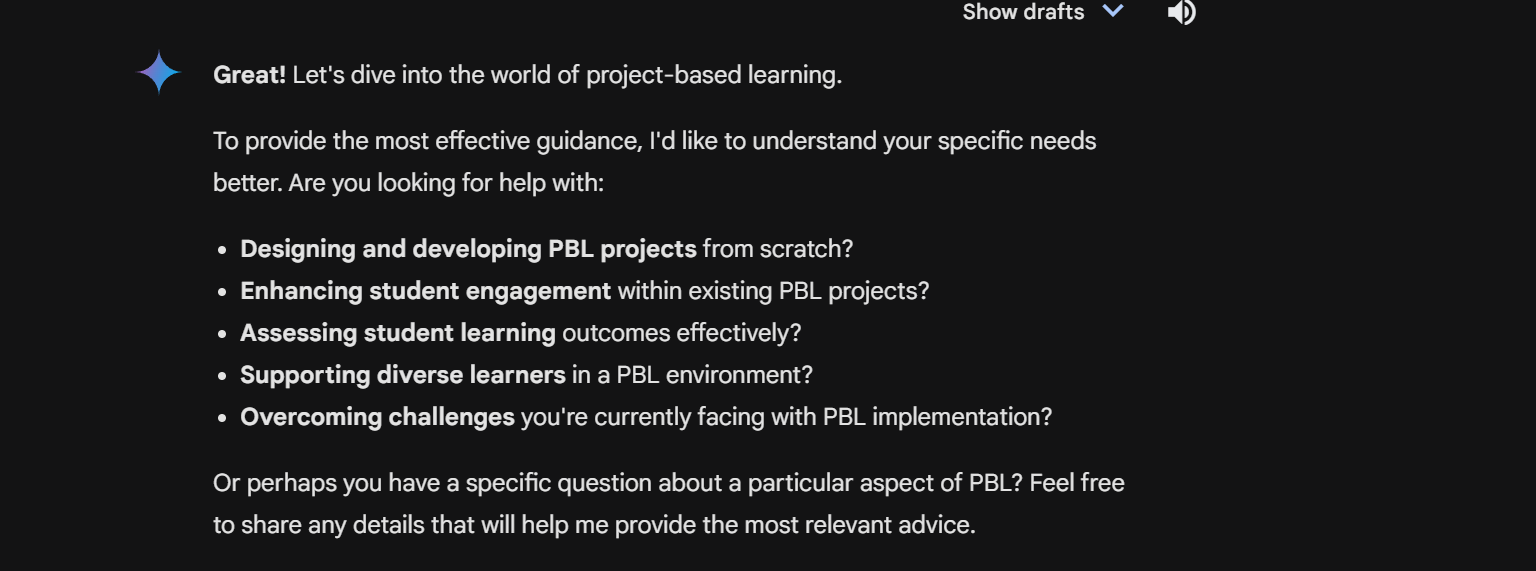 Show drafts
Great! Let's dive into the world of project-based learning.
To provide the most effective guidance, I'd like to understand your specific needs
better. Are you looking for help with:
• Designing and developing PBL projects from scratch?
• Enhancing student engagement within existing PBL projects?
• Assessing student learning outcomes effectively?
• Supporting diverse learners in a PBL environment?
• Overcoming challenges you're currently facing with PBL implementation?
Or perhaps you have a specific question about a particular aspect of PBL? Feel free
to share any details that will help me provide the most relevant advice.